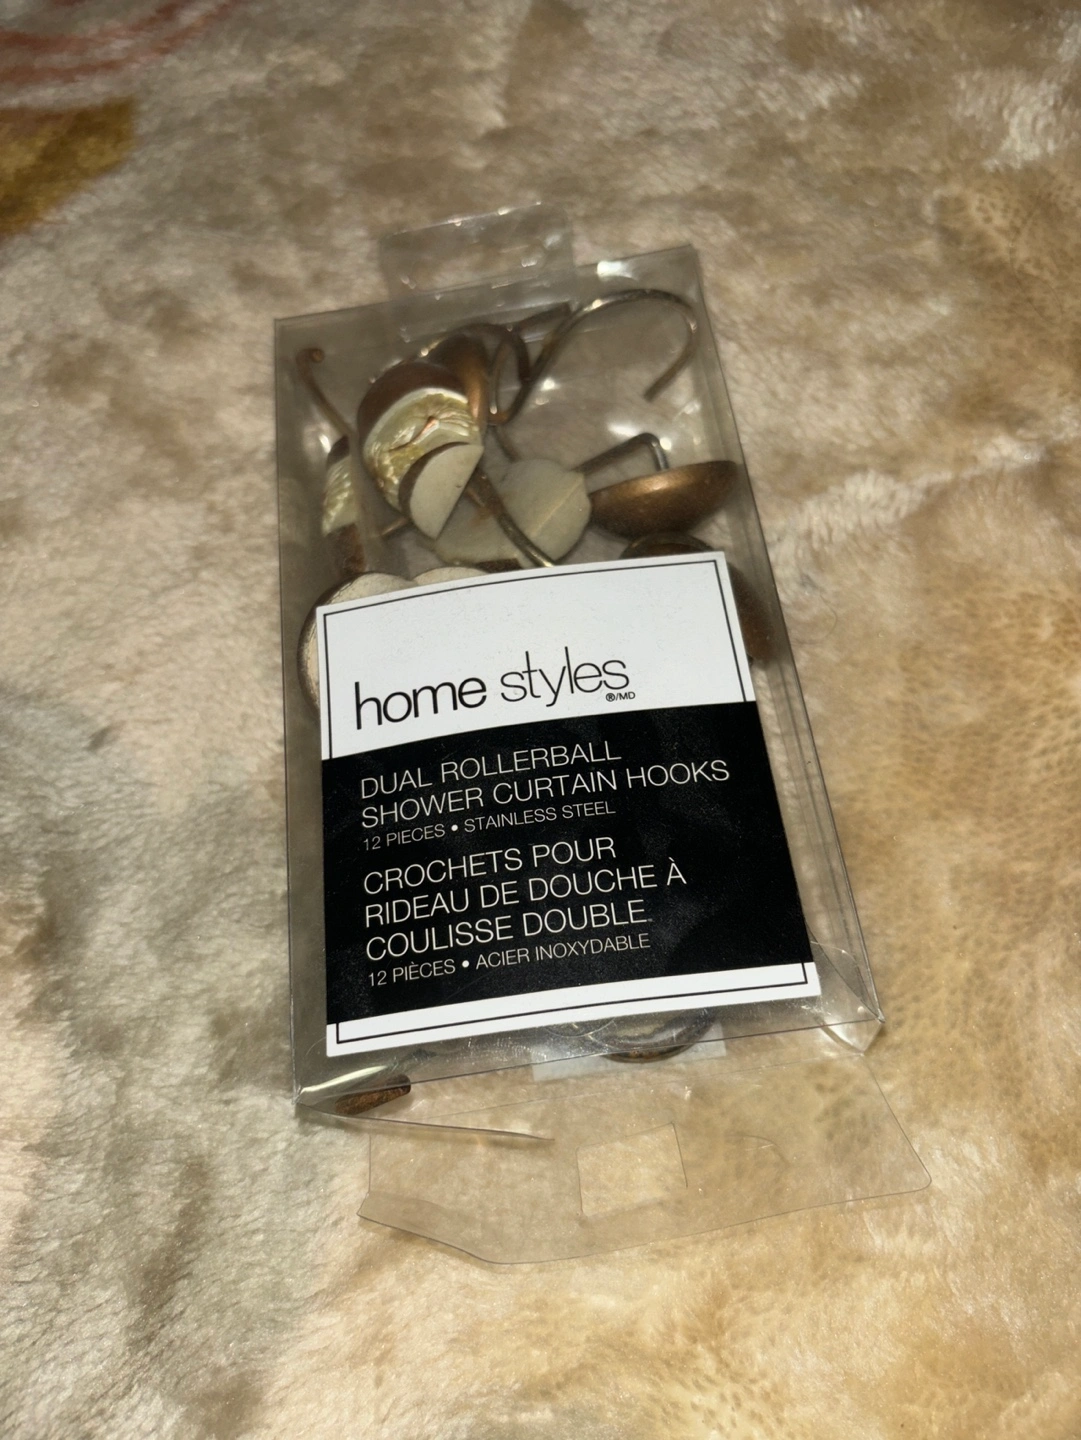 home styles
®/MD
DUAL ROLLERBALL
SHOWER CURTAIN HOOKS
12 PIECES • STAINLESS STEEL
CROCHETS POUR
RIDEAU DE DOUCHE À
COULISSE DOUBLE
12 PIÈCES • ACIER INOXYDABLE